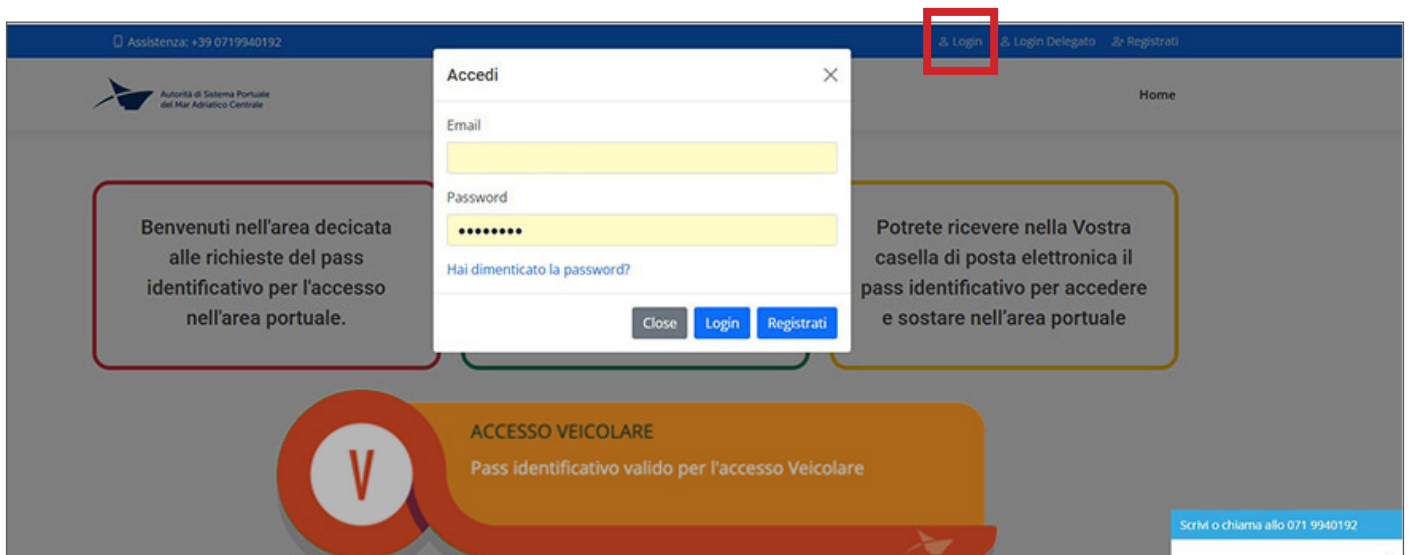 Assistenza: +39 0719940192
Login
Login Delegato
Registrati
Autorità di Sistema Portuale
del Mar Adriatico Centrale
Home
Accedi
Email
Password
••••••••
Hai dimenticato la password?
Close
Login
Registrati
Benvenuti nell'area decicata
alle richieste del pass
identificativo per l'accesso
nell'area portuale.
Potrete ricevere nella Vostra
casella di posta elettronica il
pass identificativo per accedere
e sostare nell'area portuale
V
ACCESSO VEICOLARE
Pass identificativo valido per l'accesso Veicolare
Scrivi o chiama allo 071 9940192